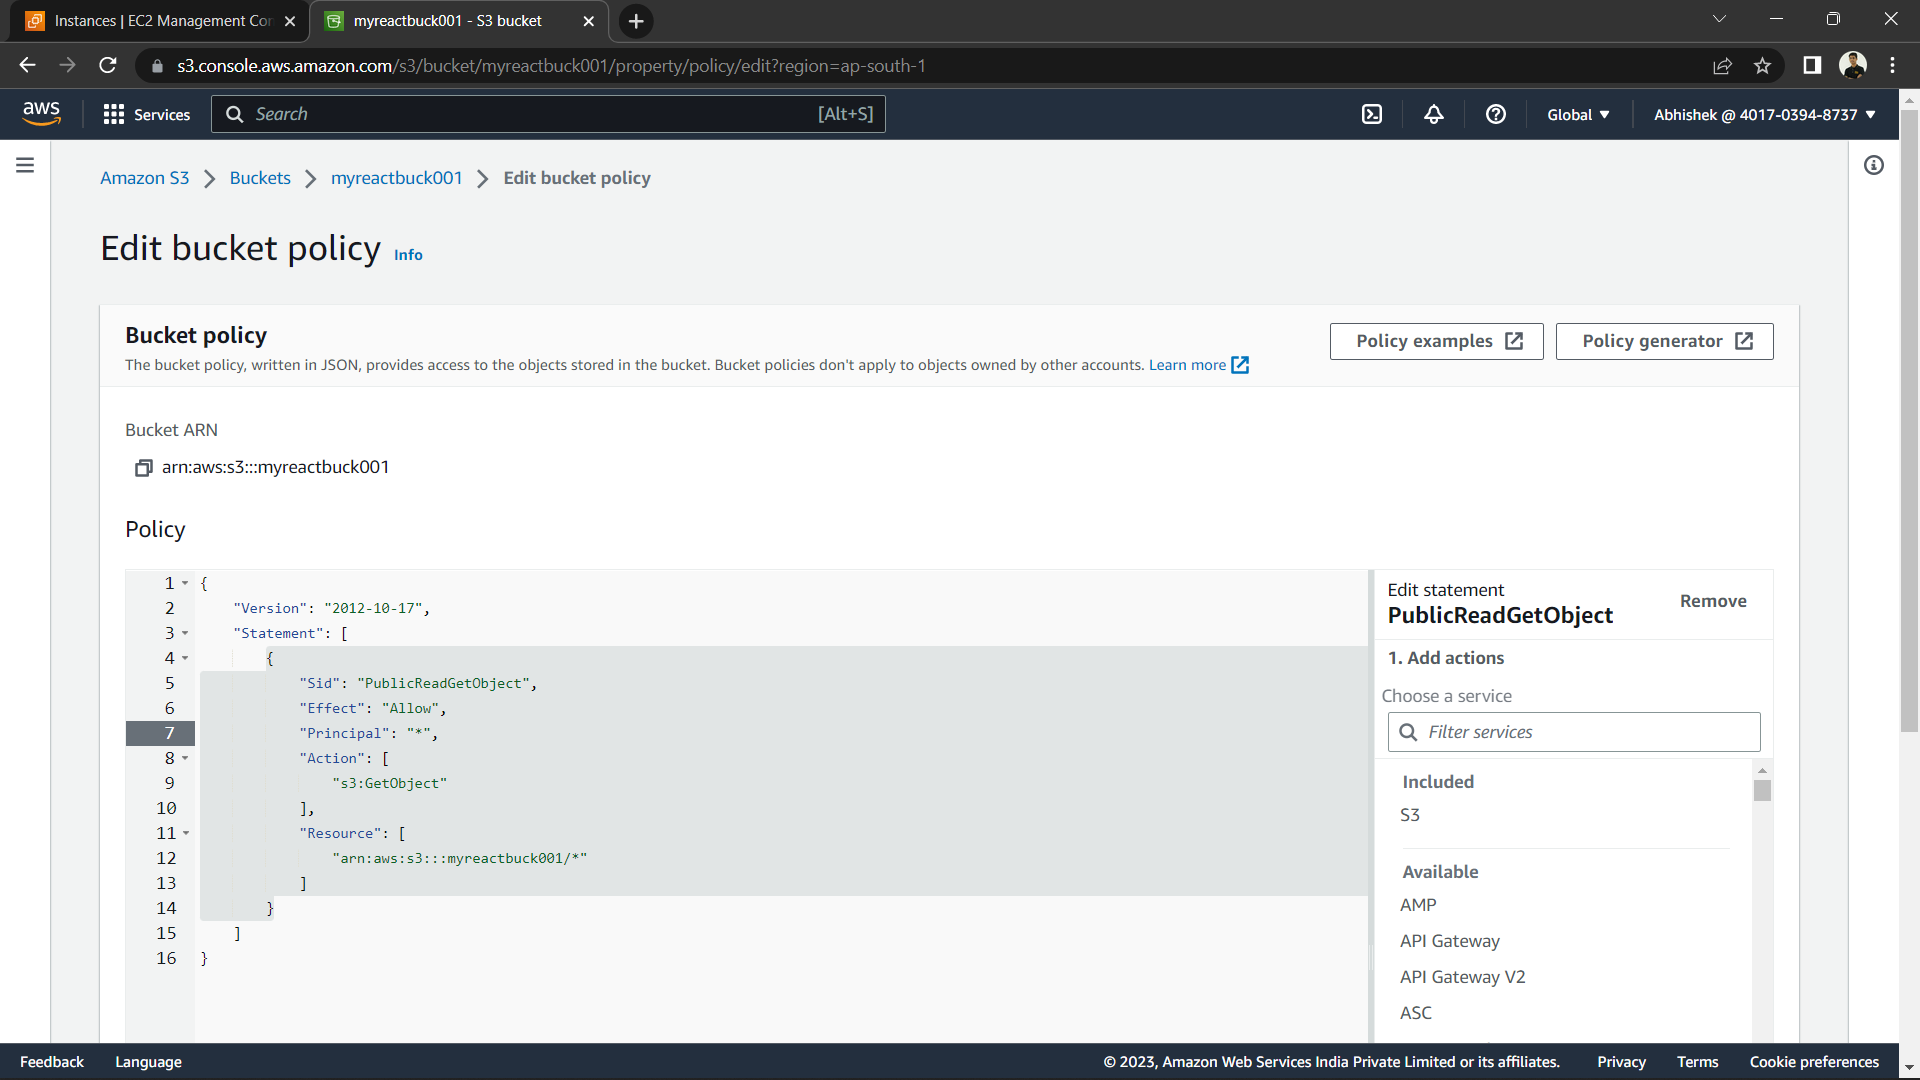 Instances | EC2 Management Con
myreactbuck001 - S3 bucket
s3.console.aws.amazon.com/s3/bucket/myreactbuck001/property/policy/edit?region=ap-south-1
aws
Services
Search
[Alt+S]
Global
Abhishek @ 4017-0394-8737
Amazon S3
Buckets
myreactbuck001
Edit bucket policy
Edit bucket policy
Info
Bucket policy
Policy examples
Policy generator
The bucket policy, written in JSON, provides access to the objects stored in the bucket. Bucket policies don't apply to objects owned by other accounts. Learn more
Bucket ARN
arn:aws:s3:::myreactbuck001
Policy
1 {
2 "Version": "2012-10-17",
3 "Statement": [
4 {
5 "Sid": "PublicReadGetObject",
6 "Effect": "Allow",
7 "Principal": "*",
8 "Action": [
9 "s3:GetObject"
10 ],
11 "Resource": [
12 "arn:aws:s3:::myreactbuck001/*"
13 ]
14 }
15 ]
16 }
Edit statement
PublicReadGetObject
Remove
1. Add actions
Choose a service
Filter services
Included
S3
Available
AMP
API Gateway
API Gateway V2
ASC
Feedback
Language
© 2023, Amazon Web Services India Private Limited or its affiliates.
Privacy
Terms
Cookie preferences